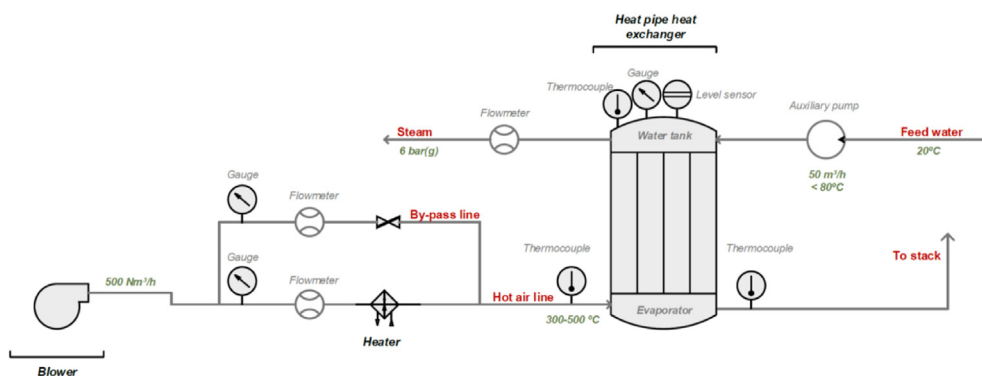 Heat pipe heat
exchanger
Thermocouple
Gauge
Level sensor
Auxiliary pump
Flowmeter
Steam
6 bar(g)
Water tank
Feed water
20ºC
50 m³/h
< 80ºC
Gauge
Flowmeter
By-pass line
Gauge
Flowmeter
500 Nm³/h
Thermocouple
Thermocouple
To stack
Hot air line
300-500 ºC
Evaporator
Heater
Blower